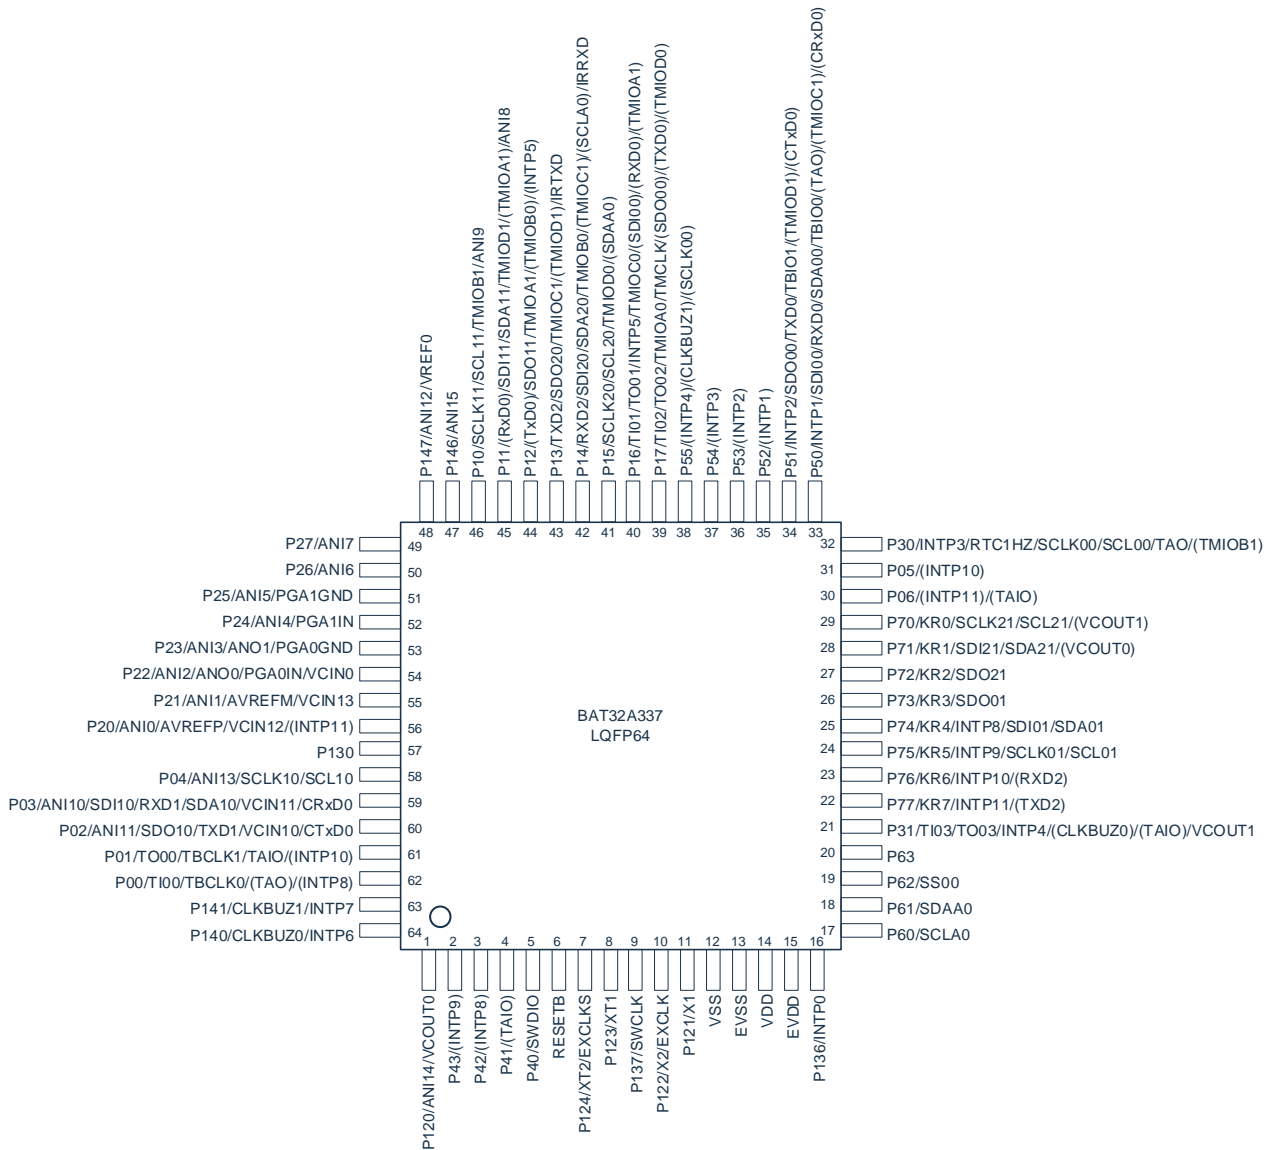 P147/ANI12/VREF0
P146/ANI15
P10/SCLK11/SCL11/TMIOB1/ANI9
P11/(RxD0)/SDI11/SDA11/TMIOD1/(TMIOA1)/ANI8
P12/(TxD0)/SDO11/TMIOA1/(TMIOB0)/(INTP5)
P13/TXD2/SDO20/TMIOC1/(TMIOD1)/IRTXD
P14/RXD2/SDI20/SDA20/TMIOB0/(TMIOC1)/(SCLA0)/IRRXD
P15/SCLK20/SCL20/TMIOD0/(SDAA0)
P16/TI01/TO01/INTP5/TMIOC0/(SDI00)/(RXD0)/(TMIOA1)
P17/TI02/TO02/TMIOA0/TMCLK/(SDO00)/(TXD0)/(TMIOD0)
P55/(INTP4)/(CLKBUZ1)/(SCLK00)
P54/(INTP3)
P53/(INTP2)
P52/(INTP1)
P51/INTP2/SDO00/TXD0/TBIO1/(TMIOD1)/(CTxD0)
P50/INTP1/SDI00/RXD0/SDA00/TBIO0/(TAO)/(TMIOC1)/(CRxD0)
48 47 46 45 44 43 42 41 40 39 38 37 36 35 34 33
P27/ANI7 49
P26/ANI6 50
P25/ANI5/PGA1GND 51
P24/ANI4/PGA1IN 52
P23/ANI3/ANO1/PGA0GND 53
P22/ANI2/ANO0/PGA0IN/VCIN0 54
P21/ANI1/AVREFM/VCIN13 55
P20/ANI0/AVREFP/VCIN12/(INTP11) 56
P130 57
P04/ANI13/SCLK10/SCL10 58
P03/ANI10/SDI10/RXD1/SDA10/VCIN11/CRxD0 59
P02/ANI11/SDO10/TXD1/VCIN10/CTxD0 60
P01/TO00/TBCLK1/TAIO/(INTP10) 61
P00/TI00/TBCLK0/(TAO)/(INTP8) 62
P141/CLKBUZ1/INTP7 63
P140/CLKBUZ0/INTP6 64
BAT32A337
LQFP64
32 P30/INTP3/RTC1HZ/SCLK00/SCL00/TAO/(TMIOB1)
31 P05/(INTP10)
30 P06/(INTP11)/(TAIO)
29 P70/KR0/SCLK21/SCL21/(VCOUT1)
28 P71/KR1/SDI21/SDA21/(VCOUT0)
27 P72/KR2/SDO21
26 P73/KR3/SDO01
25 P74/KR4/INTP8/SDI01/SDA01
24 P75/KR5/INTP9/SCLK01/SCL01
23 P76/KR6/INTP10/(RXD2)
22 P77/KR7/INTP11/(TXD2)
21 P31/TI03/TO03/INTP4/(CLKBUZ0)/(TAIO)/VCOUT1
20 P63
19 P62/SS00
18 P61/SDAA0
17 P60/SCLA0
1 2 3 4 5 6 7 8 9 10 11 12 13 14 15 16
P120/ANI14/VCOUT0
P43/(INTP9)
P42/(INTP8)
P41/(TAIO)
P40/SWDIO
RESETB
P124/XT2/EXCLKS
P123/XT1
P137/SWCLK
P122/X2/EXCLK
P121/X1
VSS
EVSS
VDD
EVDD
P136/INTP0